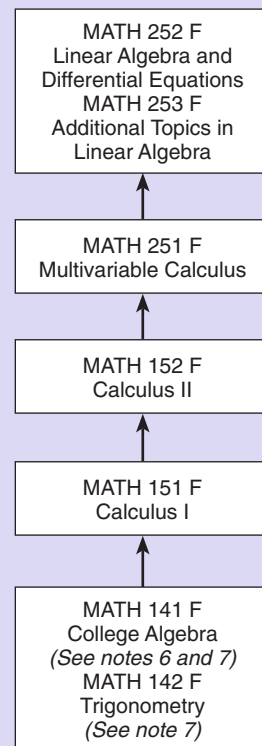 MATH 252 F
Linear Algebra and
Differential Equations
MATH 253 F
Additional Topics in
Linear Algebra
MATH 251 F
Multivariable Calculus
MATH 152 F
Calculus II
MATH 151 F
Calculus I
MATH 141 F
College Algebra
(See notes 6 and 7)
MATH 142 F
Trigonometry
(See note 7)